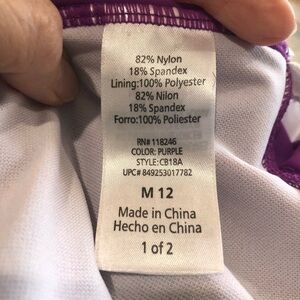 82% Nylon
18% Spandex
Lining:100% Polyester
82% Nilon
18% Spandex
Forro:100% Poliester
RN# 118246
COLOR: PURPLE
STYLE: CB18A
UPC# 849253017782
M 12
Made in China
Hecho en China
1 of 2